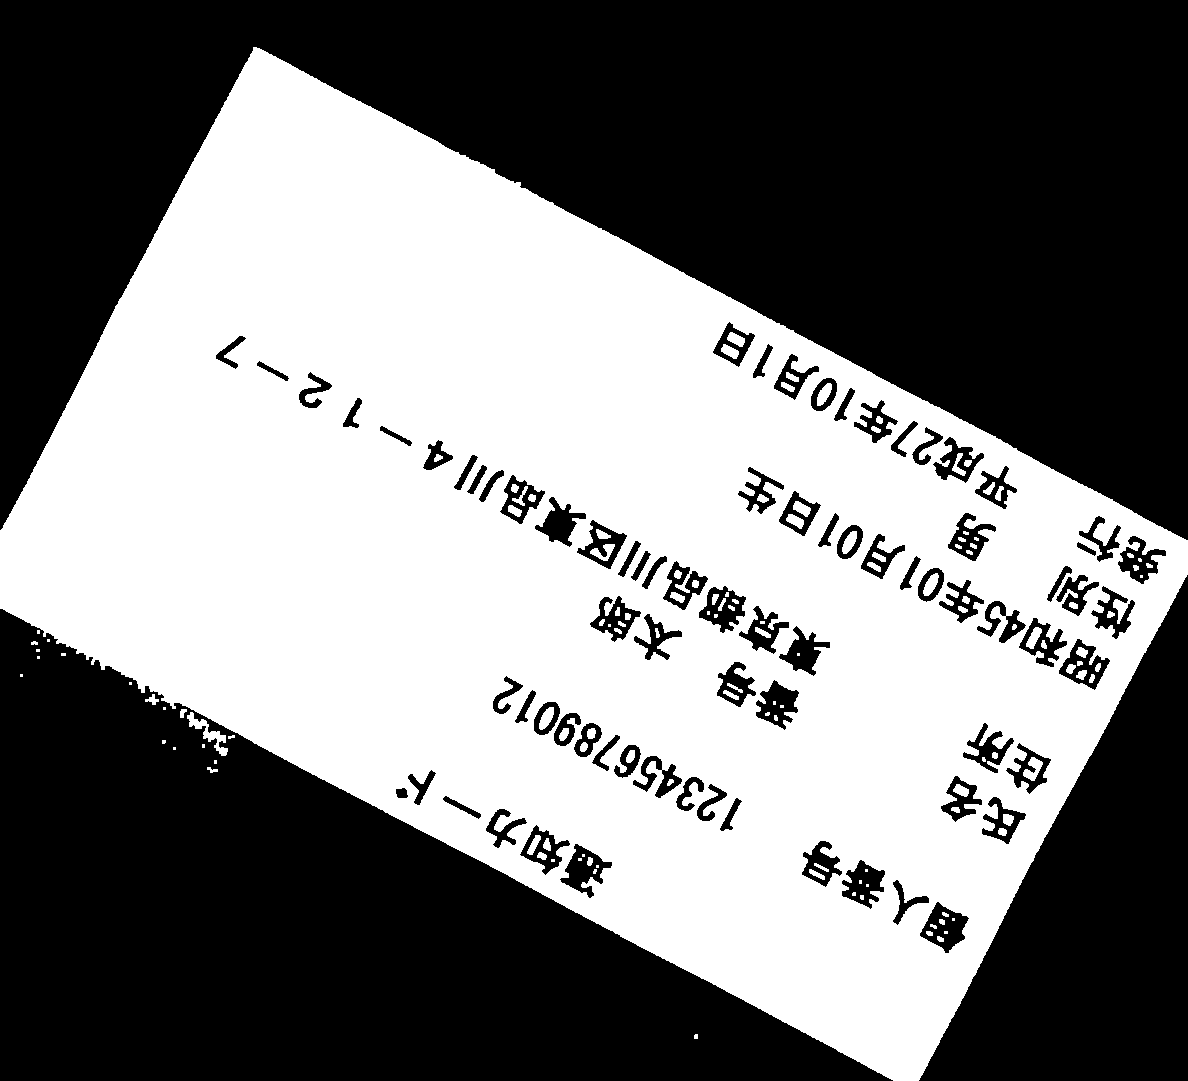 通知カード
個人番号 123456789012
氏名 番号 太郎
住所 東京都品川区東品川4-12-7
昭和45年01月01日生
性別 男
発行 平成27年10月1日